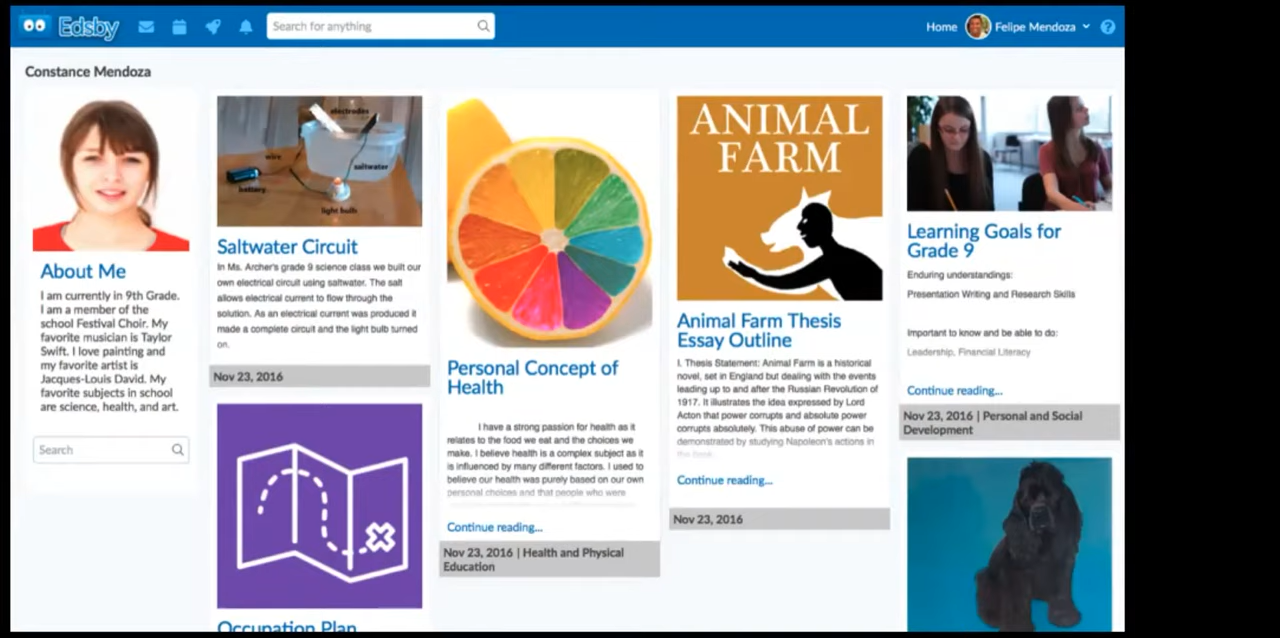 Edsby
Search for anything
Home
Felipe Mendoza
?
Constance Mendoza
About Me
I am currently in 9th Grade.
I am a member of the
school Festival Choir. My
favorite musician is Taylor
Swift. I love painting and
my favorite artist is
Jacques-Louis David. My
favorite subjects in school
are science, health, and art.
Search
electrodes
wire
saltwater
battery
light bulb
Saltwater Circuit
In Ms. Archer's grade 9 science class we built our
own electrical circuit using saltwater. The salt
allows electrical current to flow through the
solution. As an electrical current was produced it
made a complete circuit and the light bulb turned
on.
Nov 23, 2016
Occupation Plan
Personal Concept of
Health
I have a strong passion for health as it
relates to the food we eat and the choices we
make. I believe health is a complex subject as it
is influenced by many different factors. I used to
believe our health was purely based on our own
personal choices and that people who were
Continue reading...
Nov 23, 2016 | Health and Physical
Education
ANIMAL
FARM
Animal Farm Thesis
Essay Outline
I. Thesis Statement: Animal Farm is a historical
novel, set in England but dealing with the events
leading up to and after the Russian Revolution of
1917. It illustrates the idea expressed by Lord
Acton that power corrupts and absolute power
corrupts absolutely. This abuse of power can be
demonstrated by studying Napoleon's actions in
the book.
Continue reading...
Nov 23, 2016
Learning Goals for
Grade 9
Enduring understandings:
Presentation Writing and Research Skills
Important to know and be able to do:
Leadership, Financial Literacy
Continue reading...
Nov 23, 2016 | Personal and Social
Development